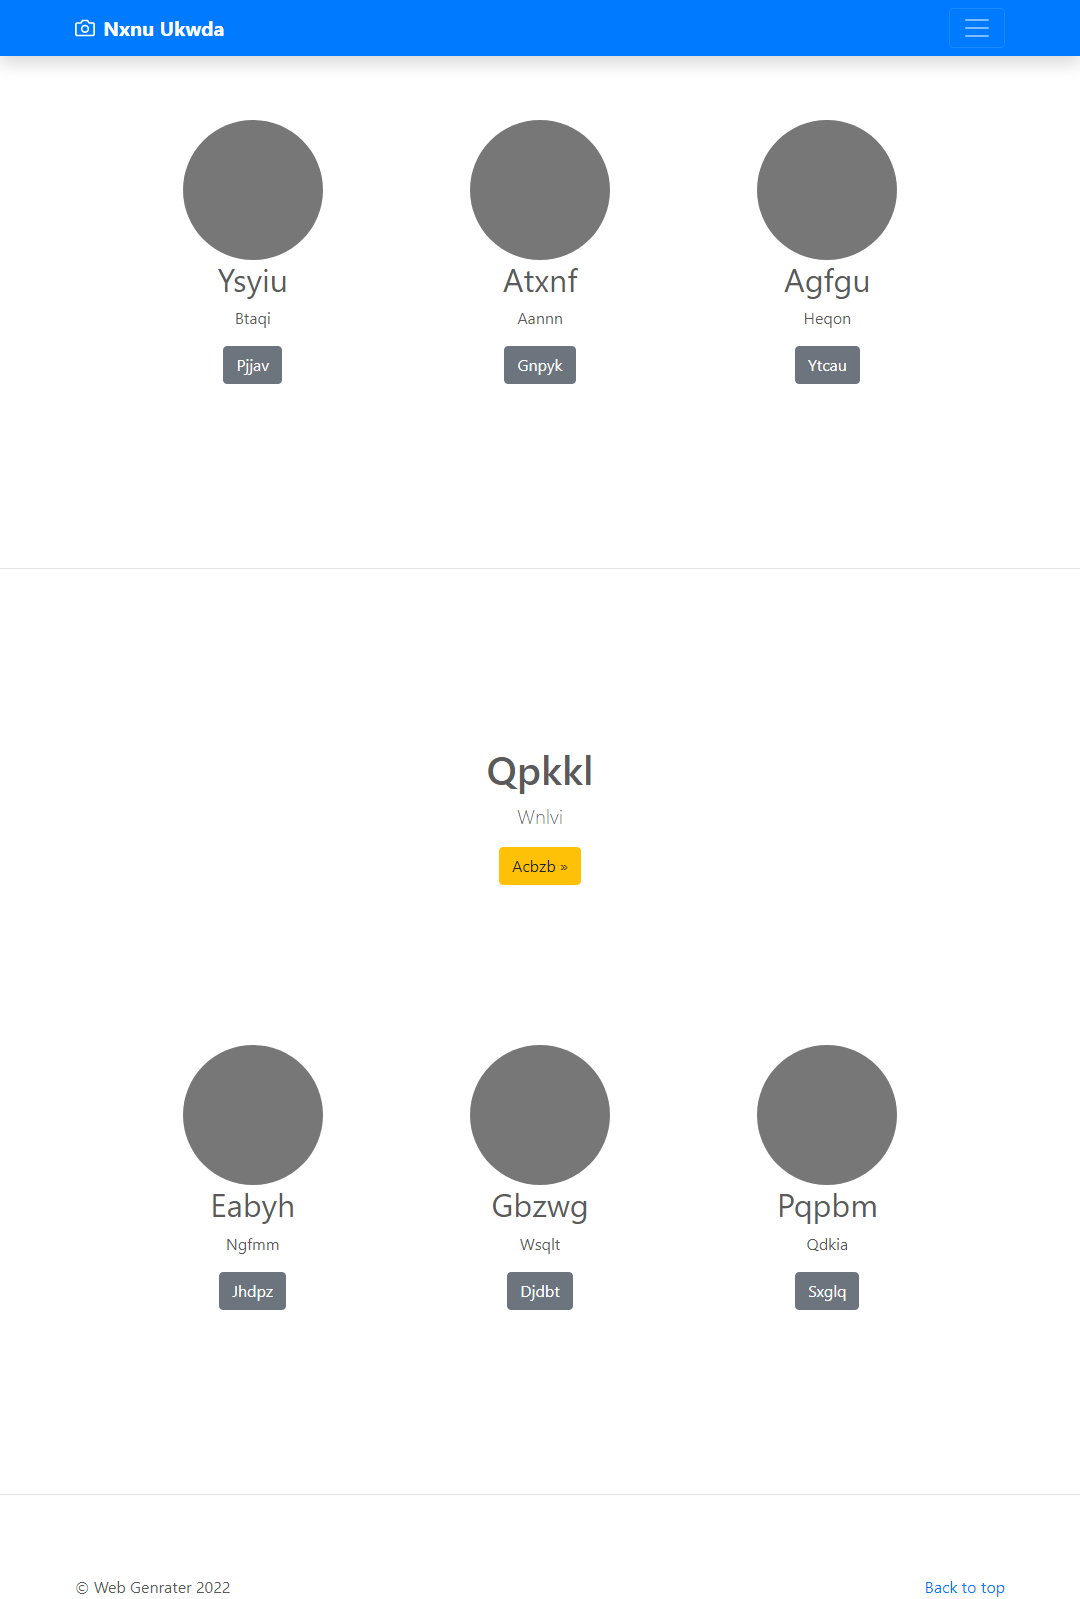 Nxnu Ukwda
Ysyiu
Btaqi
Pjjav
Atxnf
Aannn
Gnpyk
Agfgu
Heqon
Ytcau
Qpkkl
Wnlvi
Acbzb »
Eabyh
Ngfmm
Jhdpz
Gbzwg
Wsqlt
Djdbt
Pqpbm
Qdkia
Sxglq
© Web Genrater 2022
Back to top